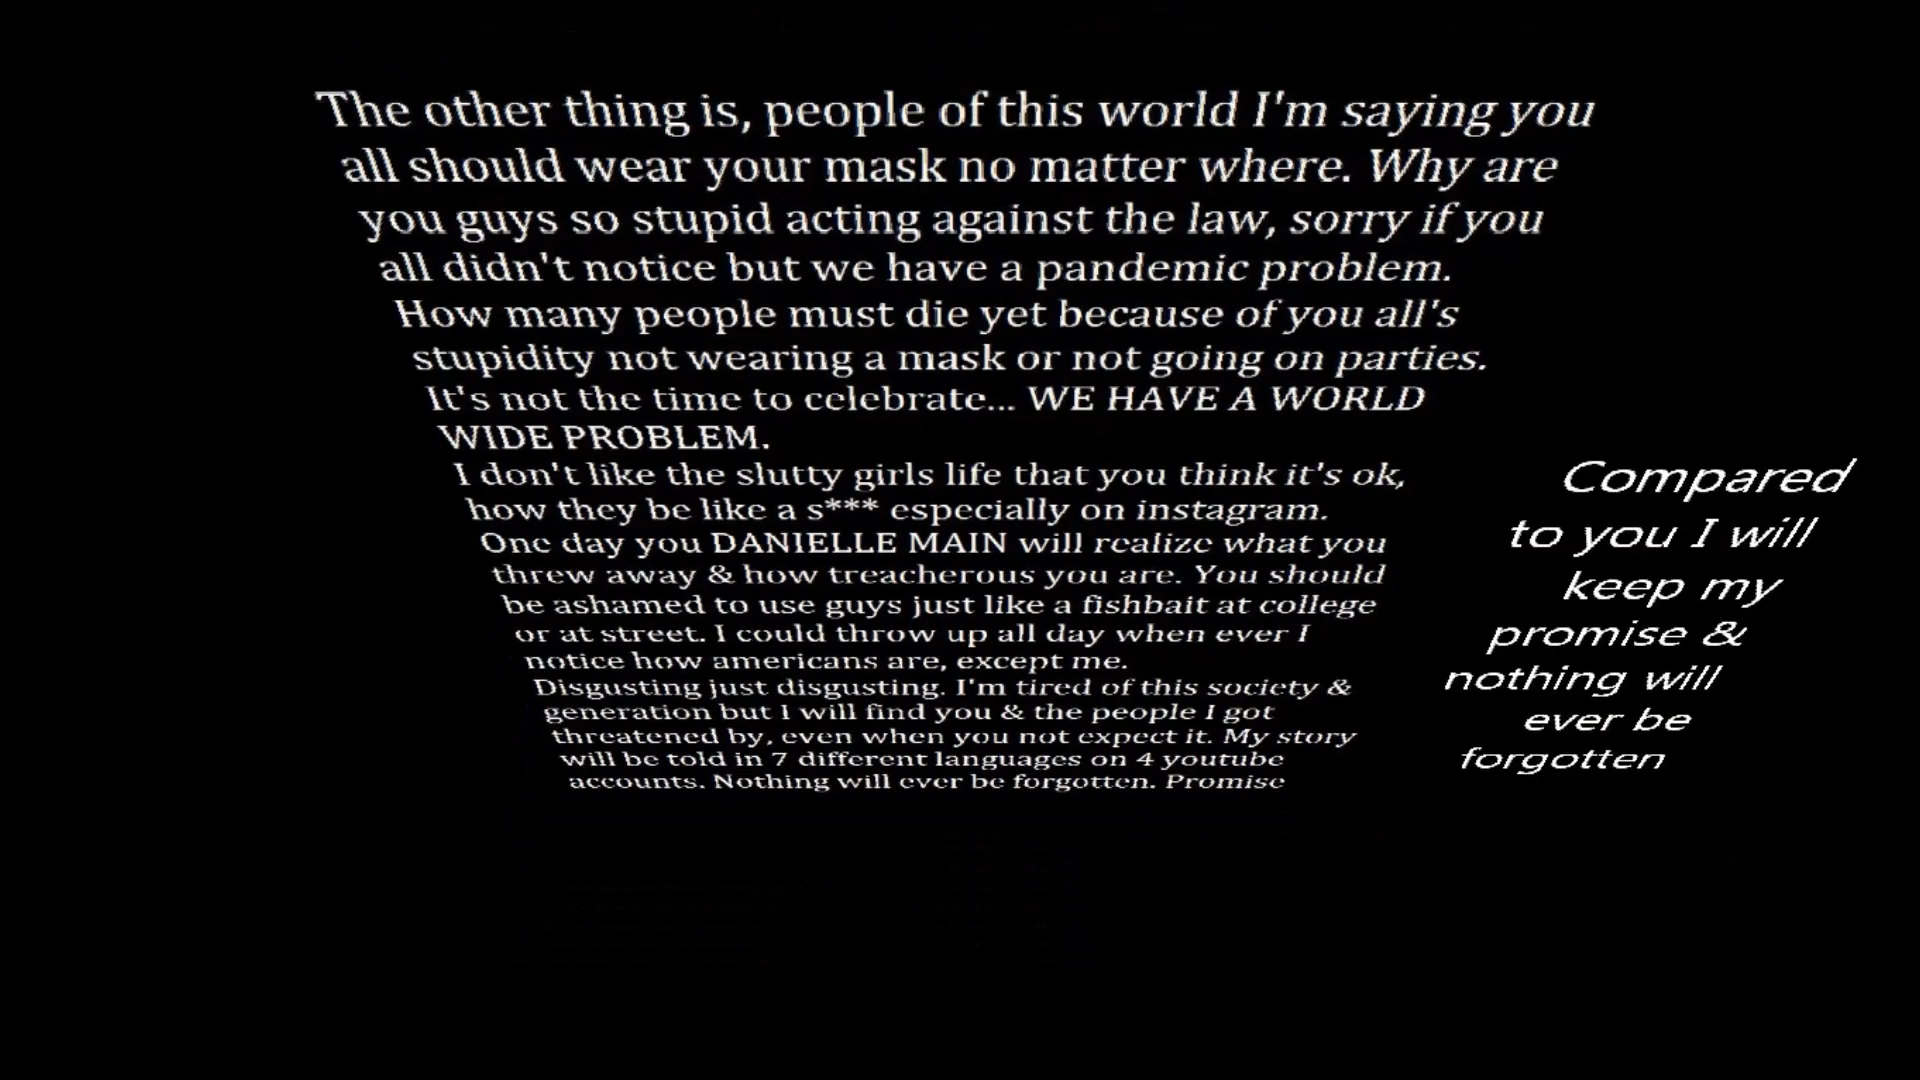 The other thing is, people of this world I'm saying you
all should wear your mask no matter where. Why are
you guys so stupid acting against the law, sorry if you
all didn't notice but we have a pandemic problem.
How many people must die yet because of you all's
stupidity not wearing a mask or not going on parties.
It's not the time to celebrate... WE HAVE A WORLD
WIDE PROBLEM.
I don't like the slutty girls life that you think it's ok,
how they be like a s*** especially on instagram.
One day you DANIELLE MAIN will realize what you
threw away & how treacherous you are. You should
be ashamed to use guys just like a fishbait at college
or at street. I could throw up all day when ever I
notice how americans are, except me.
Disgusting just disgusting. I'm tired of this society &
generation but I will find you & the people I got
threatened by, even when you not expect it. My story
will be told in 7 different languages on 4 youtube
accounts. Nothing will ever be forgotten. Promise
Compared
to you I will
keep my
promise &
nothing will
ever be
forgotten